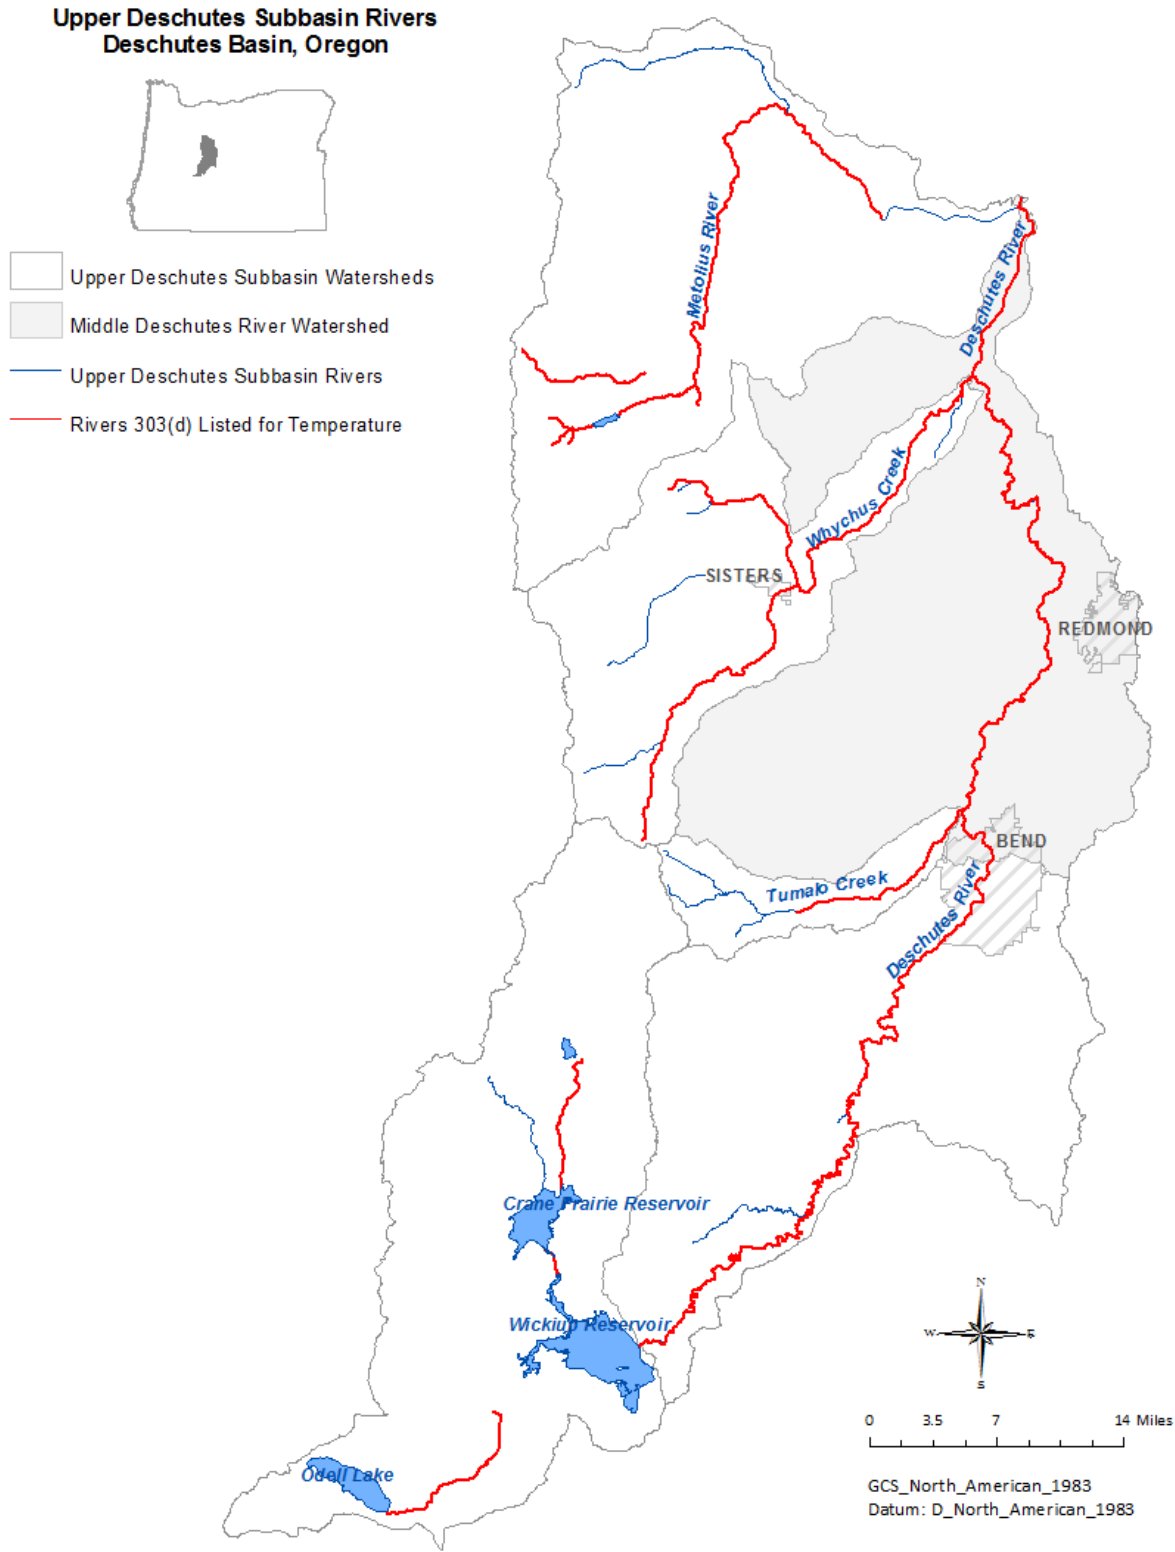 Upper Deschutes Subbasin Rivers
Deschutes Basin, Oregon
Upper Deschutes Subbasin Watersheds
Middle Deschutes River Watershed
Upper Deschutes Subbasin Rivers
Rivers 303(d) Listed for Temperature
Metolius River
Deschutes River
Whychus Creek
SISTERS
REDMOND
BEND
Tumalo Creek
Deschutes River
Crane Prairie Reservoir
Wickiup Reservoir
Odell Lake
N
W
E
S
0 3.5 7 14 Miles
GCS_North_American_1983
Datum: D_North_American_1983